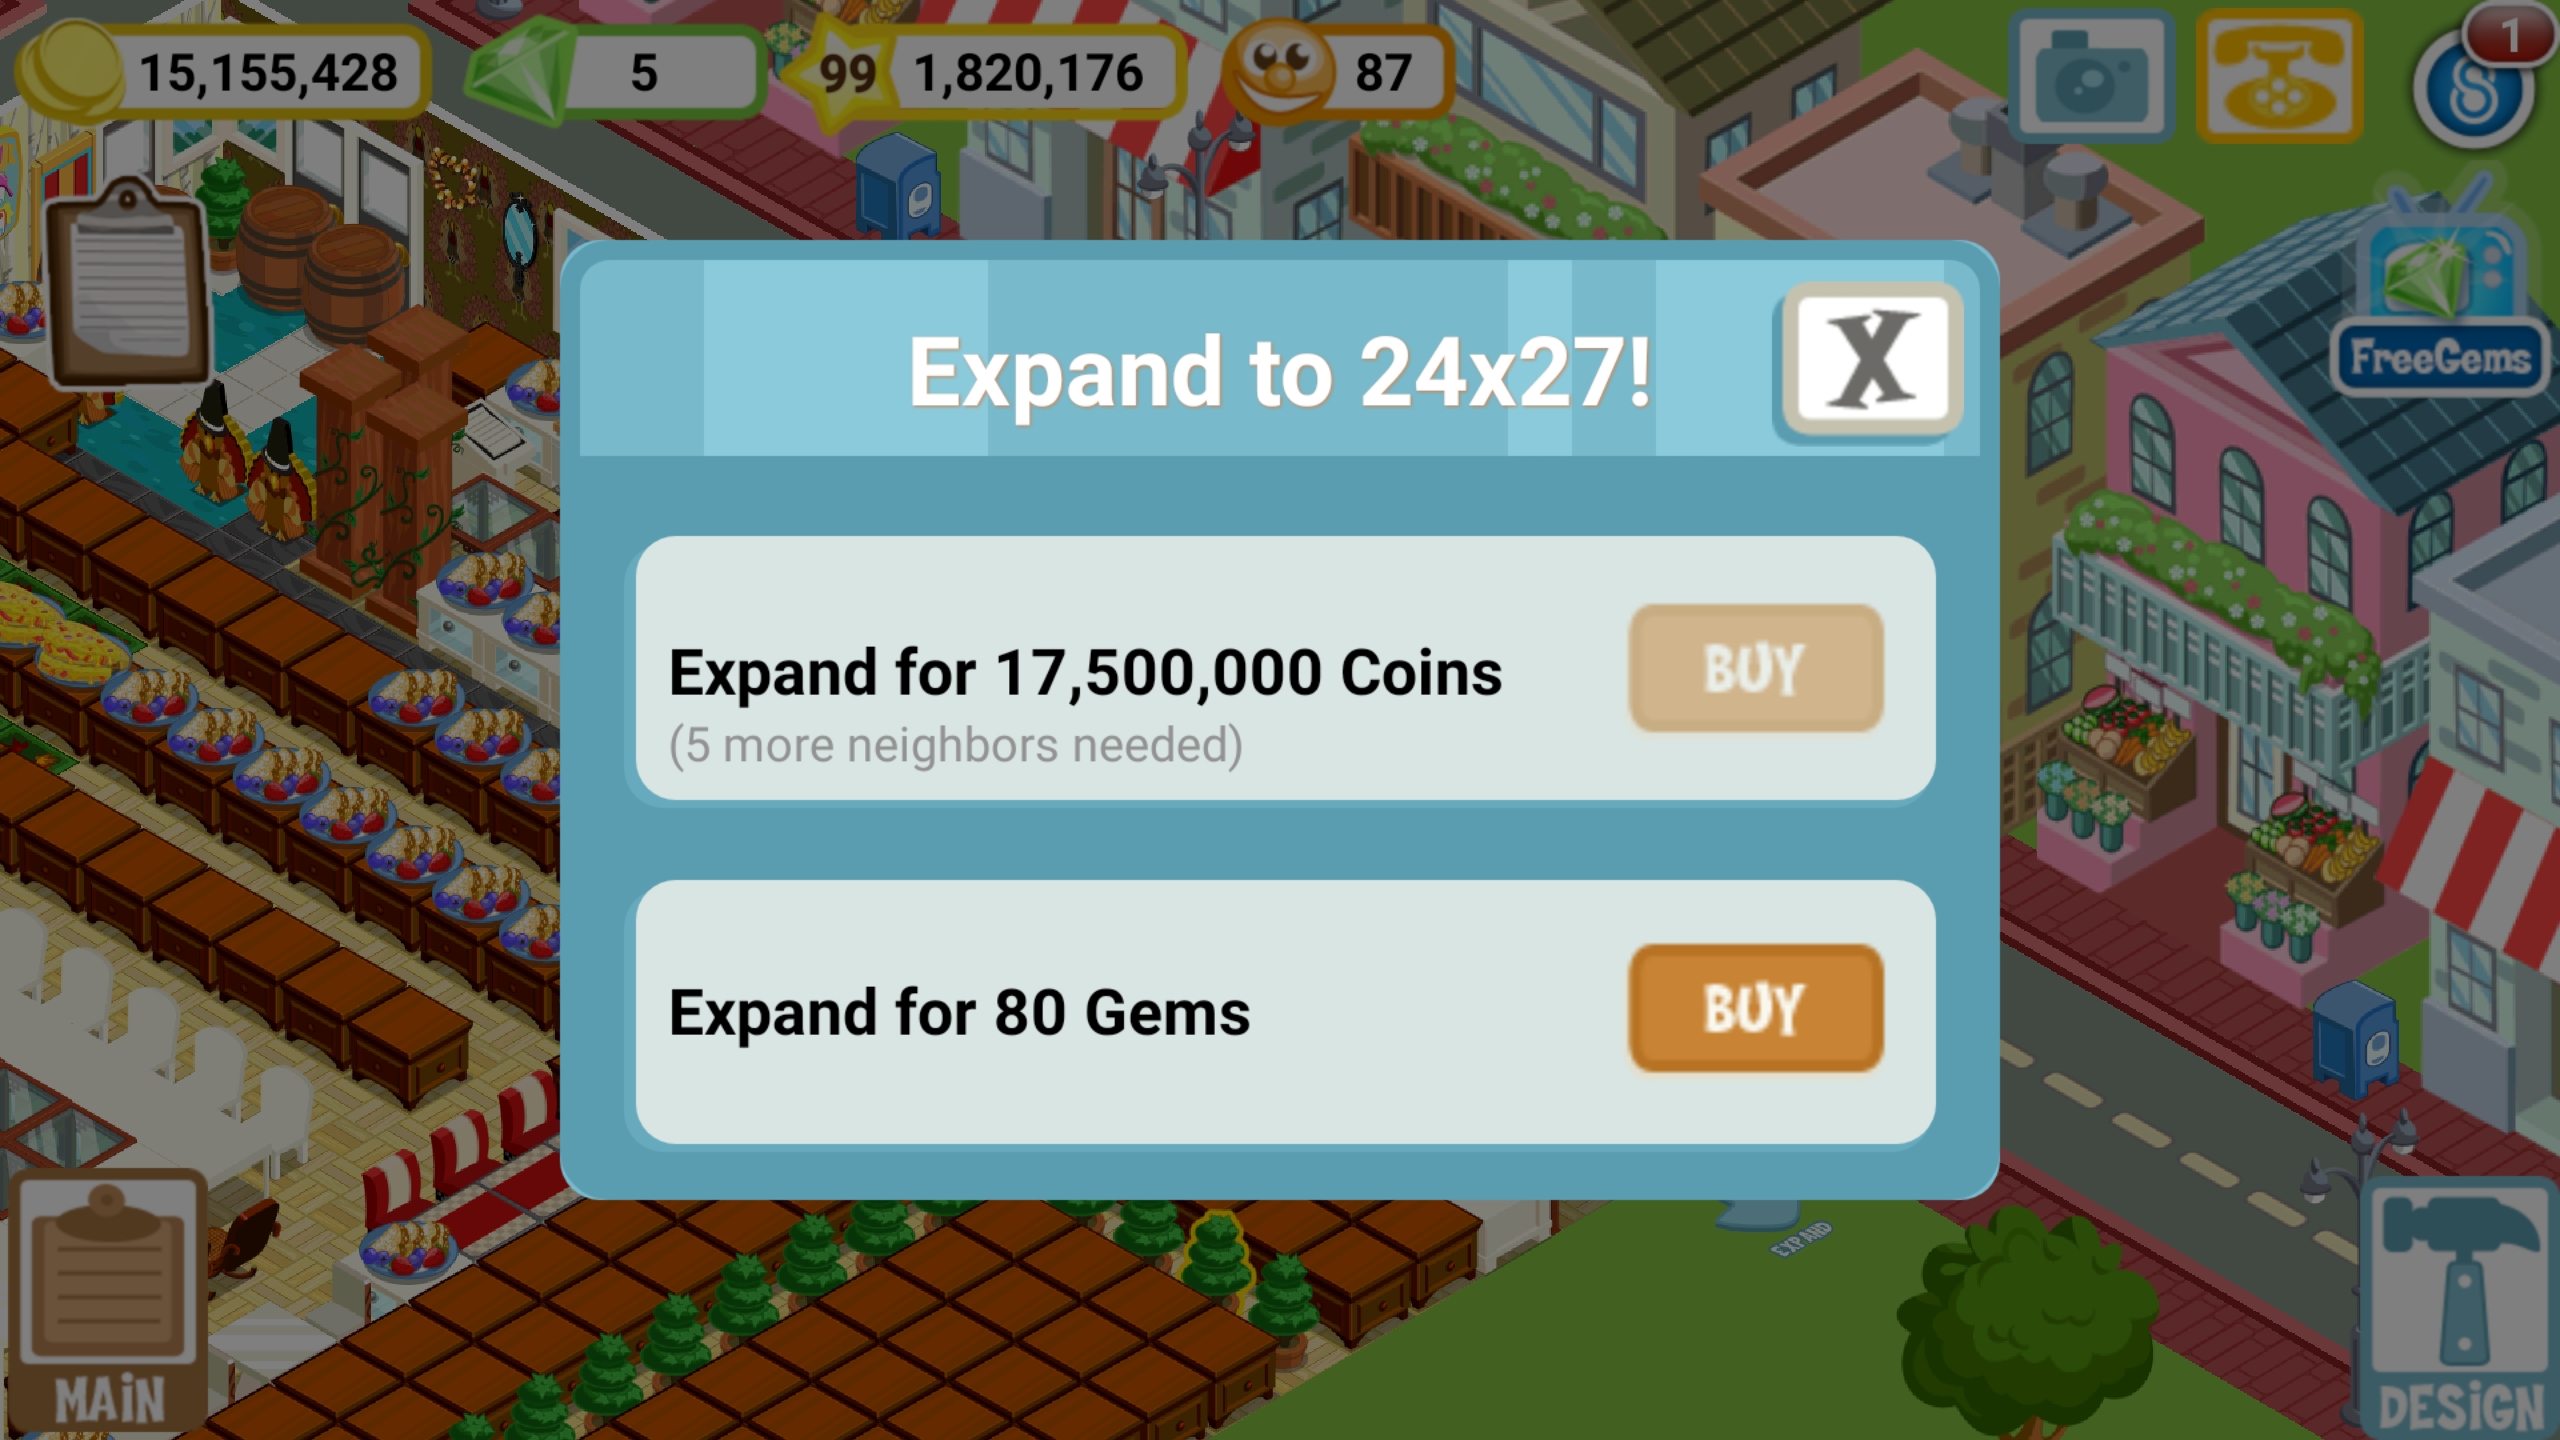 15,155,428
5
99
1,820,176
87
1
FreeGems
Expand to 24x27!
X
Expand for 17,500,000 Coins
BUY
(5 more neighbors needed)
Expand for 80 Gems
BUY
EXPAND
MAIN
DESIGN